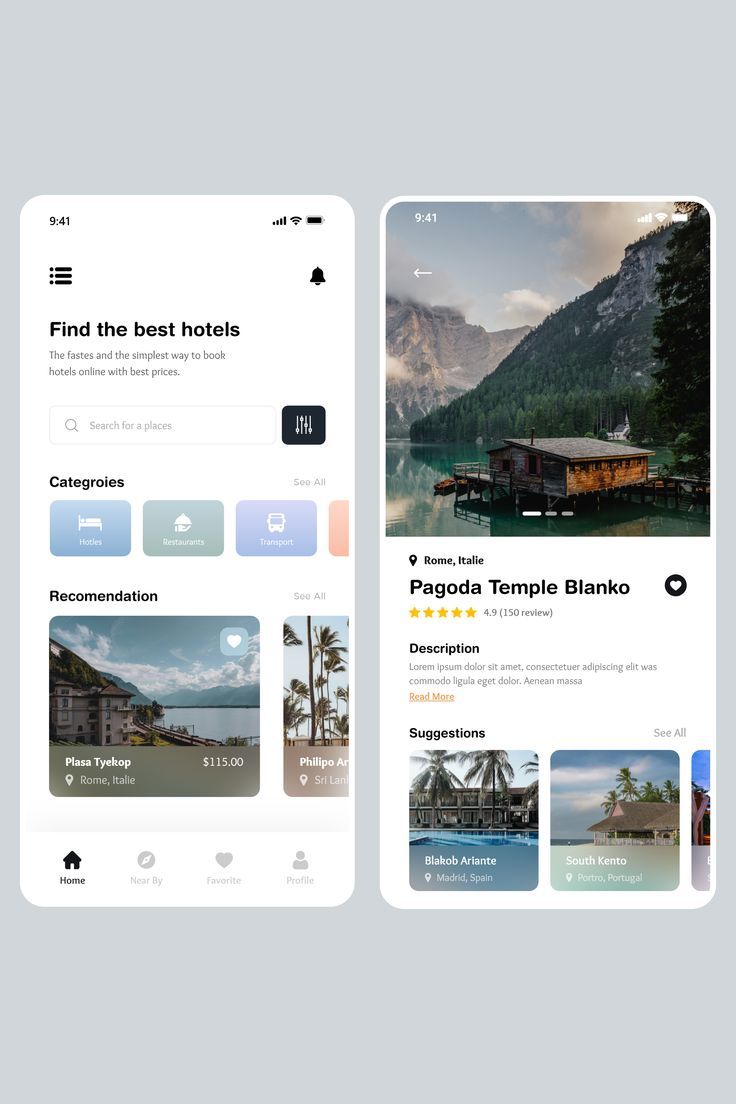 9:41
Find the best hotels
The fastes and the simplest way to book
hotels online with best prices.
Search for a places
Categroies
See All
Hotles
Restaurants
Transport
Recomendation
See All
Plasa Tyekop
$115.00
Rome, Italie
Philipo Ar
Sri Lani
Home
Near By
Favorite
Profile
9:41
Rome, Italie
Pagoda Temple Blanko
4.9 (150 review)
Description
Lorem ipsum dolor sit amet, consectetuer adipiscing elit was
commodo ligula eget dolor. Aenean massa
Read More
Suggestions
See All
Blakob Ariante
Madrid, Spain
South Kento
Portro, Portugal